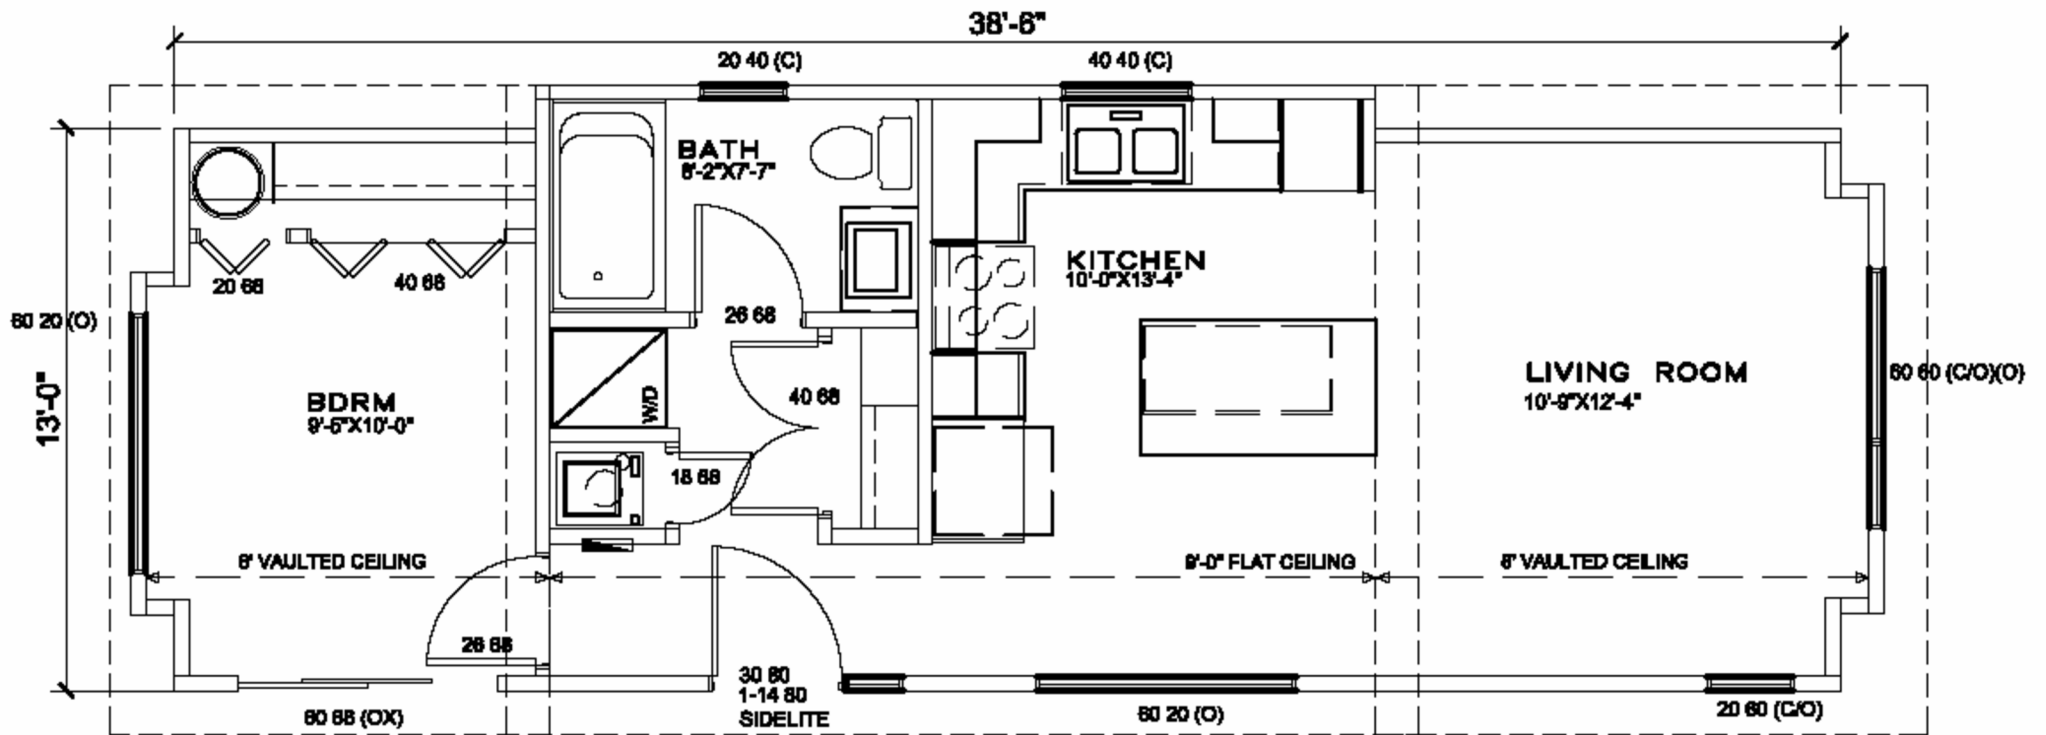 38'-6"
20 40 (C)
40 40 (C)
BATH
8'-2"X7'-7"
KITCHEN
10'-0"X13'-4"
20 68
40 68
60 20 (O)
26 68
13'-0"
BDRM
9'-6"X10'-0"
W/D
40 68
LIVING ROOM
10'-9"X12'-4"
60 60 (C/O)(O)
18 68
8' VAULTED CEILING
9'-0" FLAT CEILING
8' VAULTED CEILING
26 68
30 80
1-14 80
SIDELITE
60 68 (OX)
60 20 (O)
20 60 (C/O)